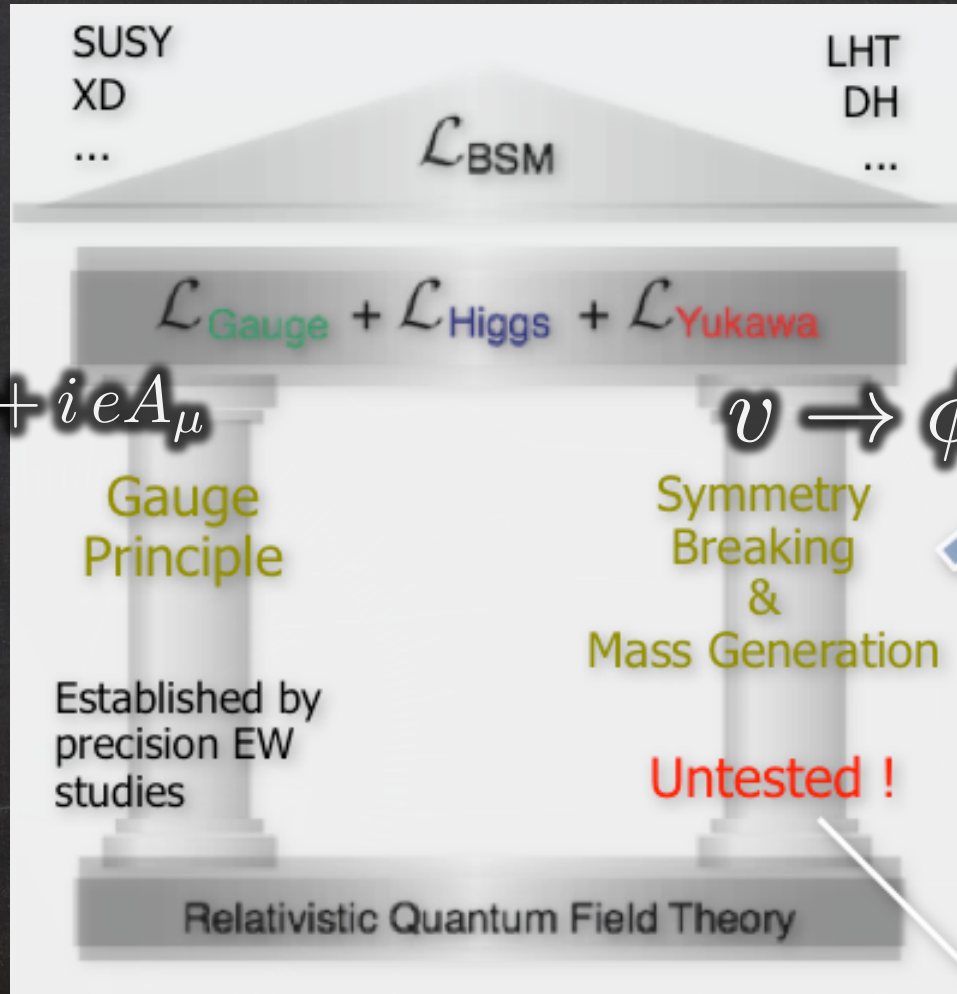 SUSY
XD
...
LHT
DH
...
ℒBSM
ℒGauge + ℒHiggs + ℒYukawa
+ i eAμ
v → ϕ
Gauge
Principle
Symmetry
Breaking
&
Mass Generation
Established by
precision EW
studies
Untested !
Relativistic Quantum Field Theory